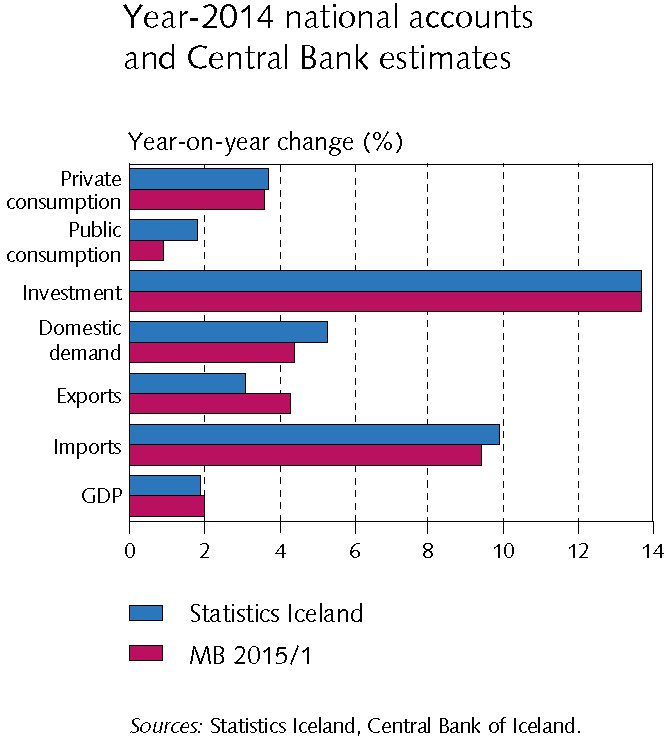 Year-2014 national accounts
and Central Bank estimates
Year-on-year change (%)
Private
consumption
Public
consumption
Investment
Domestic
demand
Exports
Imports
GDP
0 2 4 6 8 10 12 14
Statistics Iceland
MB 2015/1
Sources: Statistics Iceland, Central Bank of Iceland.